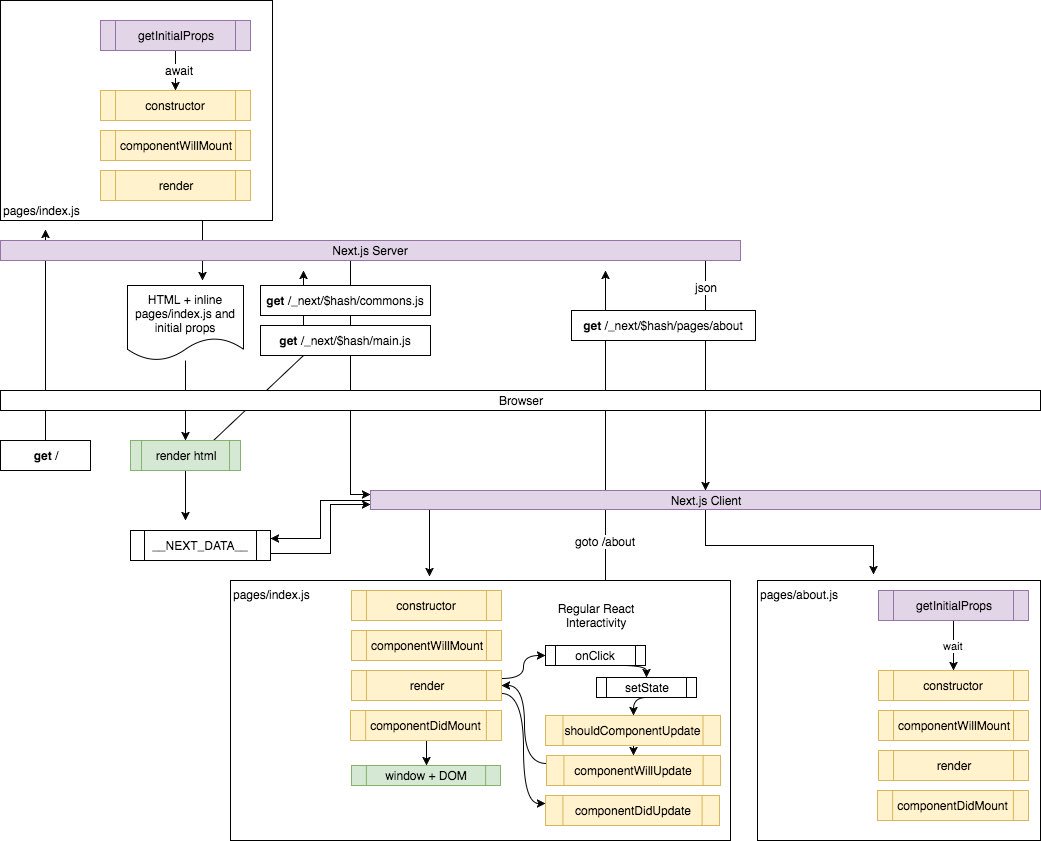 getInitialProps
await
constructor
componentWillMount
render
pages/index.js
Next.js Server
HTML + inline
pages/index.js and
initial props
get /_next/$hash/commons.js
get /_next/$hash/main.js
json
get /_next/$hash/pages/about
Browser
get /
render html
Next.js Client
__NEXT_DATA__
goto /about
pages/index.js
constructor
componentWillMount
render
componentDidMount
window + DOM
Regular React
Interactivity
onClick
setState
shouldComponentUpdate
componentWillUpdate
componentDidUpdate
pages/about.js
getInitialProps
wait
constructor
componentWillMount
render
componentDidMount